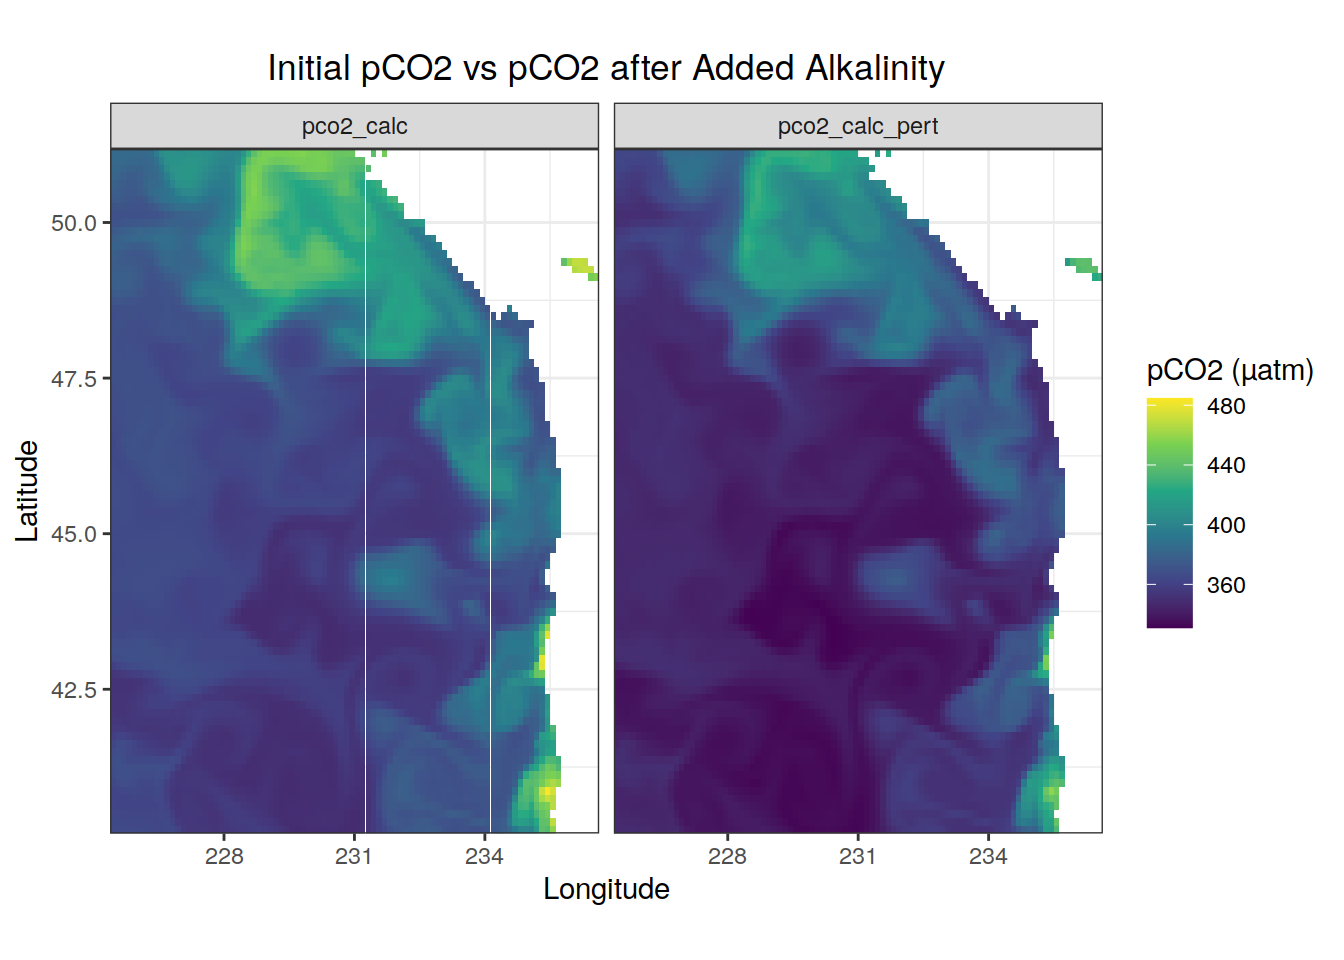 Initial pCO2 vs pCO2 after Added Alkalinity
pco2_calc
pco2_calc_pert
50.0
47.5
45.0
42.5
Latitude
228
231
234
228
231
234
Longitude
pCO2 (µatm)
480
440
400
360